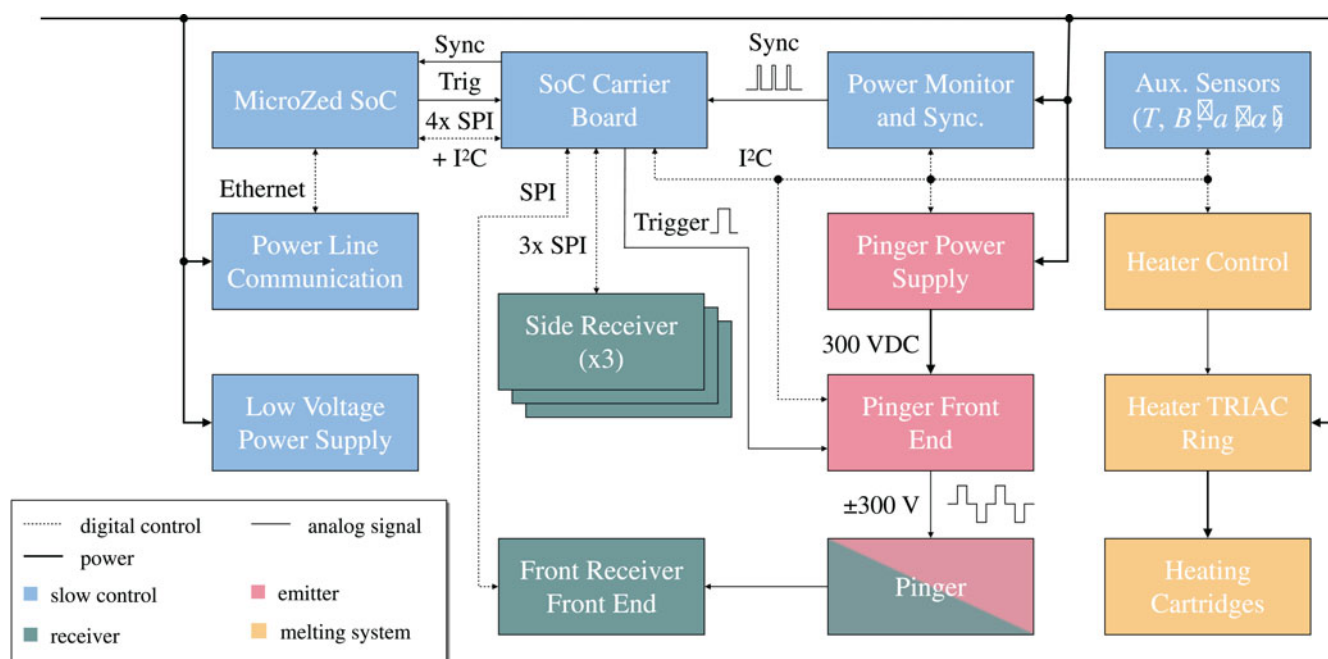 Sync
Sync
MicroZed SoC
Trig
SoC Carrier
Board
Power Monitor
and Sync.
Aux. Sensors
(T, B, a, α)
4x SPI
+ I²C
I²C
Ethernet
SPI
Trigger
3x SPI
Power Line
Communication
Pinger Power
Supply
Heater Control
Side Receiver
(x3)
300 VDC
Low Voltage
Power Supply
Pinger Front
End
Heater TRIAC
Ring
±300 V
digital control
analog signal
power
slow control
emitter
receiver
melting system
Front Receiver
Front End
Pinger
Heating
Cartridges